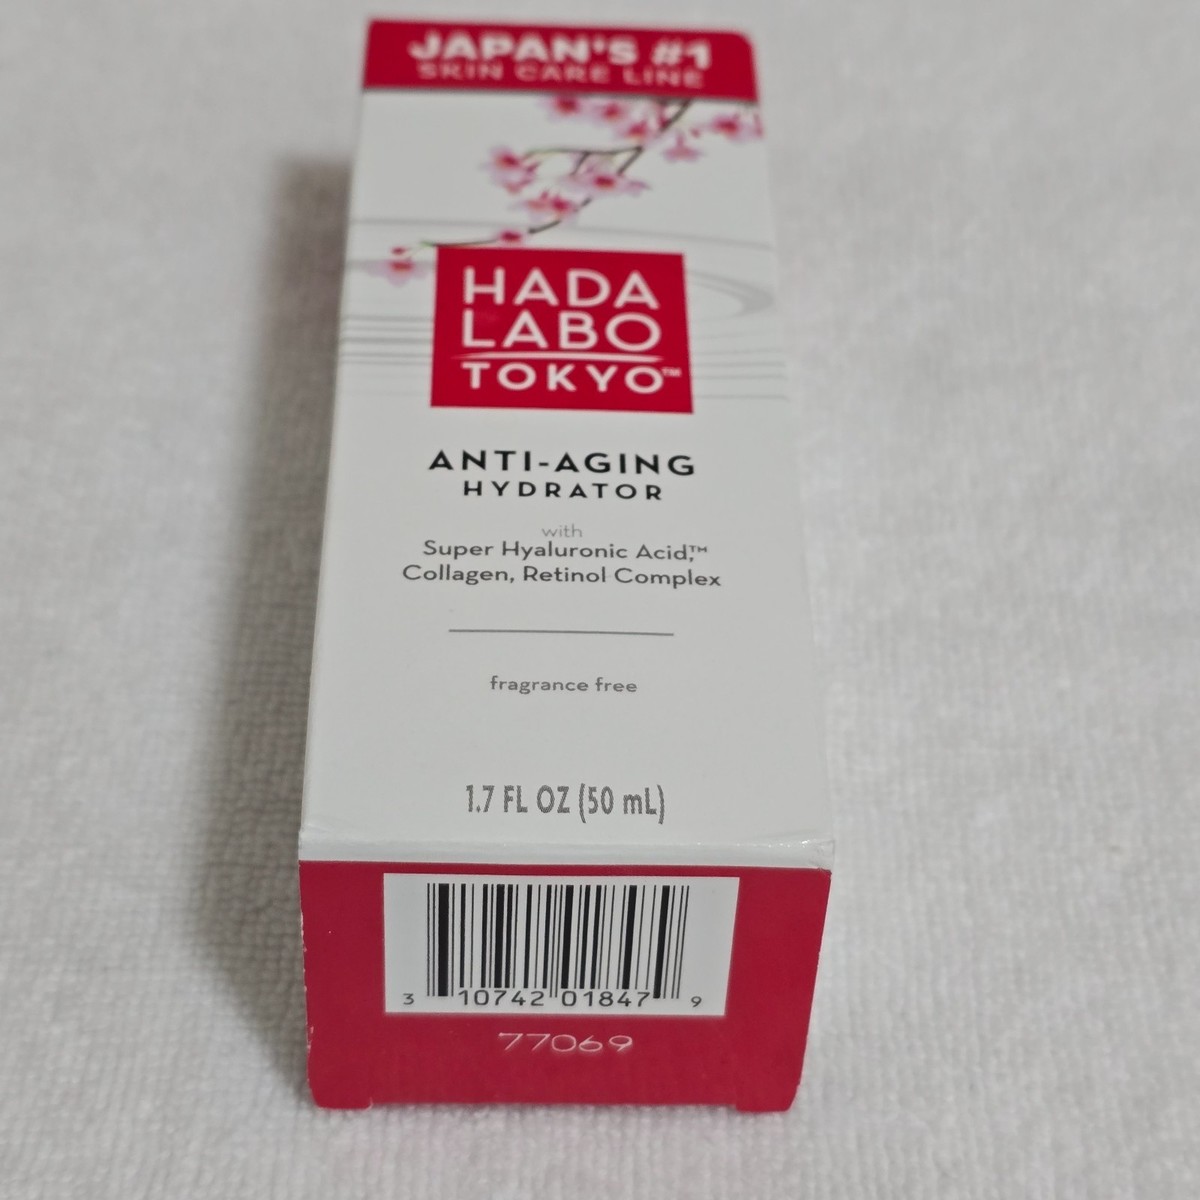 JAPAN'S #1
SKIN CARE LINE
HADA
LABO
TOKYO™
ANTI-AGING
HYDRATOR
with
Super Hyaluronic Acid,™
Collagen, Retinol Complex
fragrance free
1.7 FL OZ (50 mL)
3 10742 01847 9
77069